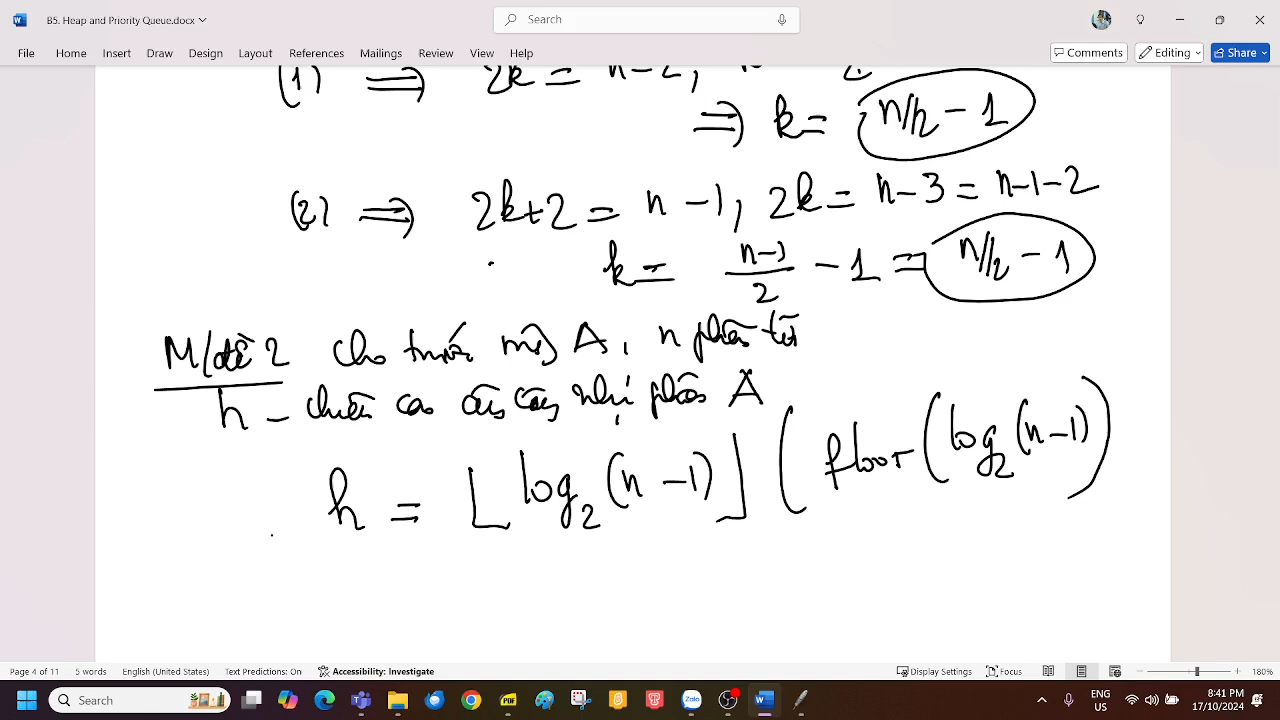 B5. Heap and Priority Queue.docx
Search
File Home Insert Draw Design Layout References Mailings Review View Help
Comments Editing Share
(1) ⟹ 2k = n-2,
⟹ k = n/2 - 1
(2) ⟹ 2k+2 = n-1, 2k = n-3 = n-1-2
k = n-1/2 - 1 = n/2 - 1
M/đề 2 cho trước mảng A, n phần tử
h - chiều cao của cây nhị phân A
h = ⌊log₂(n-1)⌋ (floor(log₂(n-1))
Page 4 of 11 5 words English (United States) Text Predictions: On Accessibility: Investigate Display Settings Focus 180%
Search ENG 8:41 PM
US 17/10/2024